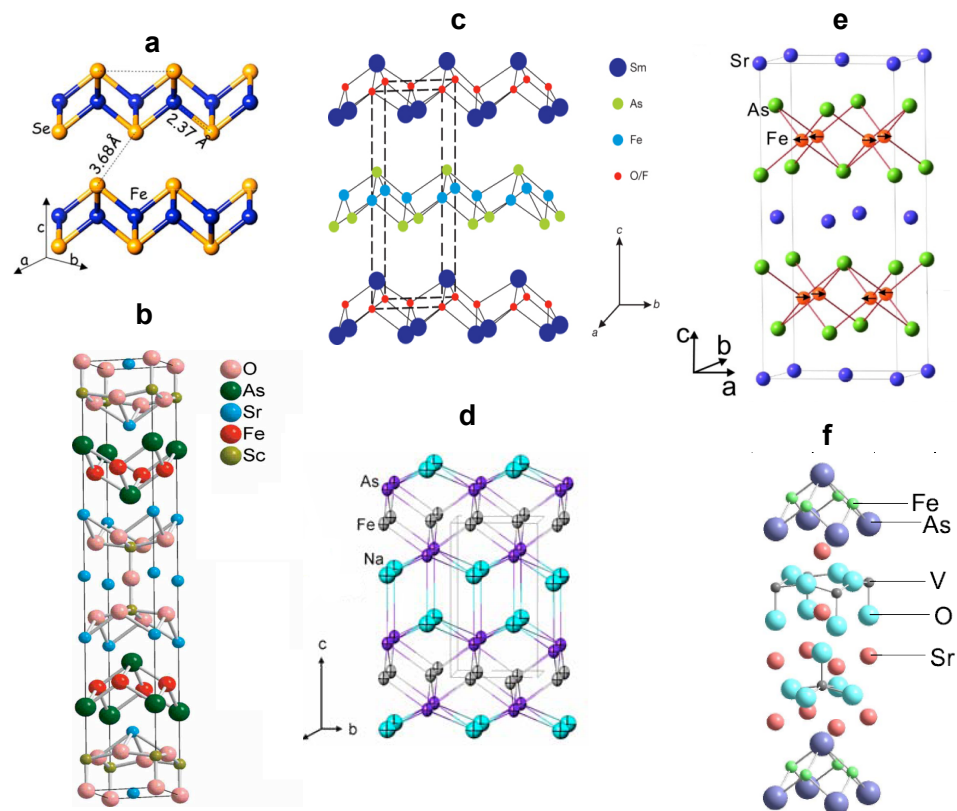 a
Se
2.37 Å
3.68Å
Fe
c
a
b
b
O
As
Sr
Fe
Sc
c
Sm
As
Fe
O/F
c
b
a
d
As
Fe
Na
c
b
e
Sr
As
Fe
c
b
a
f
Fe
As
V
O
Sr